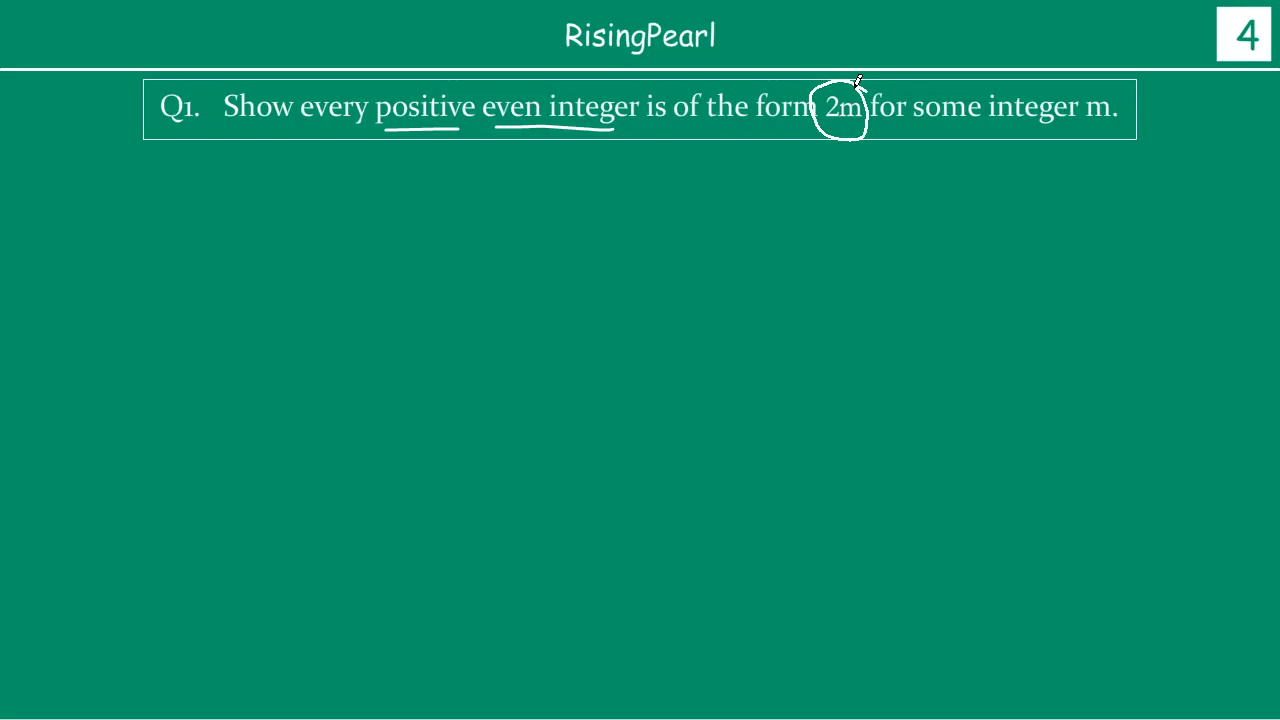 RisingPearl
4
Q1. Show every positive even integer is of the form 2m for some integer m.